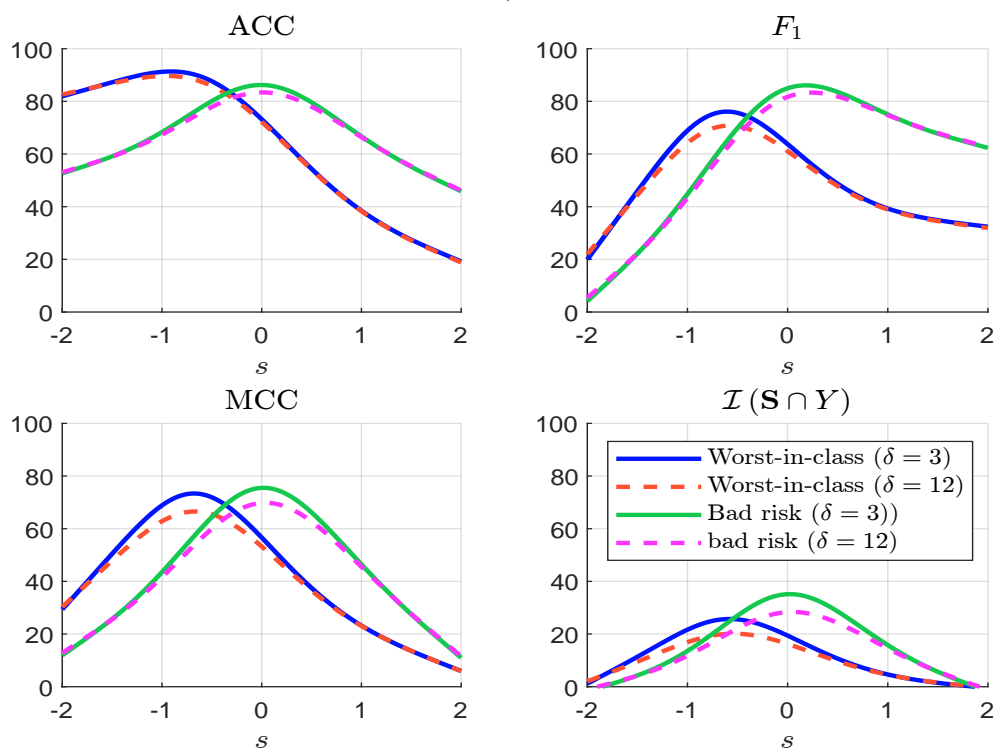 ACC
100
80
60
40
20
0
-2 -1 0 1 2
s
F₁
100
80
60
40
20
0
-2 -1 0 1 2
s
MCC
100
80
60
40
20
0
-2 -1 0 1 2
s
ℐ (S ∩ Y)
100
80
60
40
20
0
Worst-in-class (δ = 3)
Worst-in-class (δ = 12)
Bad risk (δ = 3))
bad risk (δ = 12)
-2 -1 0 1 2
s